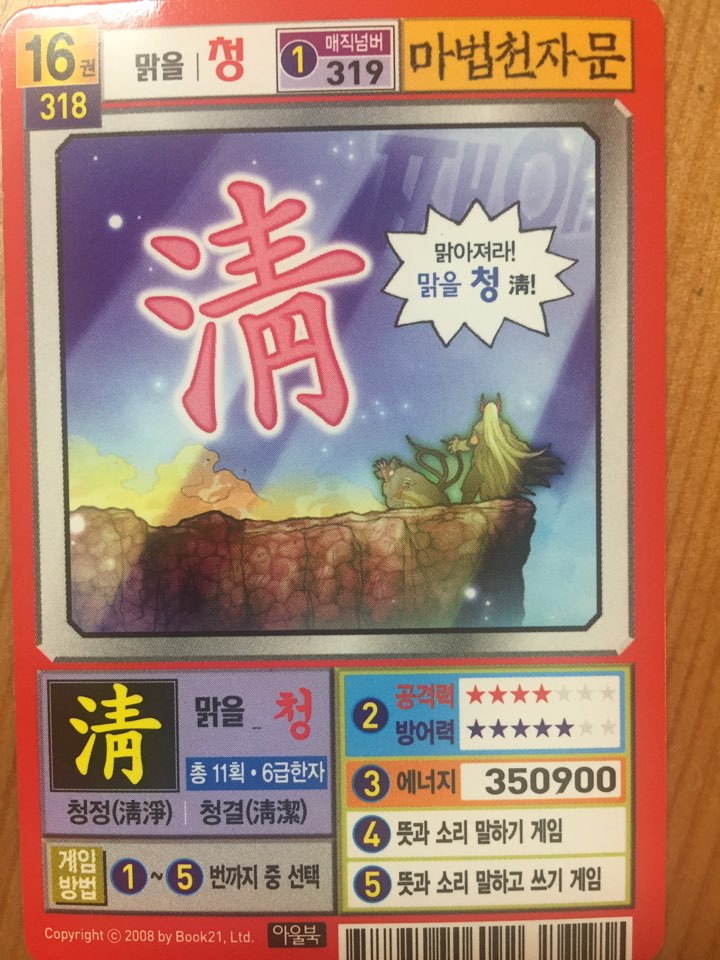 16권
318
맑을 | 청
1 매직넘버
319
마법천자문
淸
맑아져라!
맑을 청 淸!
淸
맑을_청
총 11획·6급한자
청정(淸淨) | 청결(淸潔)
게임
방법
1~5 번까지 중 선택
2 공격력 ★★★★★★★
방어력 ★★★★★★★
3 에너지 350900
4 뜻과 소리 말하기 게임
5 뜻과 소리 말하고 쓰기 게임
Copyright ⓒ 2008 by Book21, Ltd. 아울북